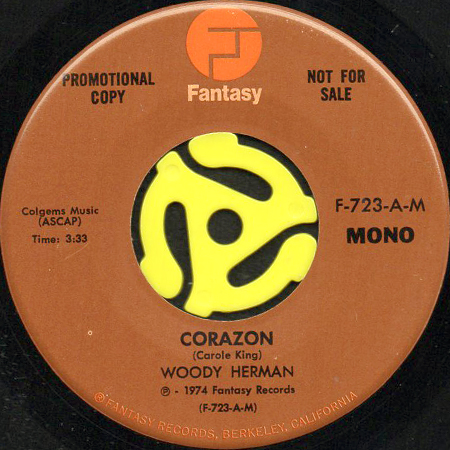 PROMOTIONAL
COPY
Fantasy
NOT FOR
SALE
Colgems Music
(ASCAP)
Time: 3:33
F-723-A-M
MONO
CORAZON
(Carole King)
WOODY HERMAN
℗ - 1974 Fantasy Records
(F-723-A-M)
℗ FANTASY RECORDS, BERKELEY, CALIFORNIA